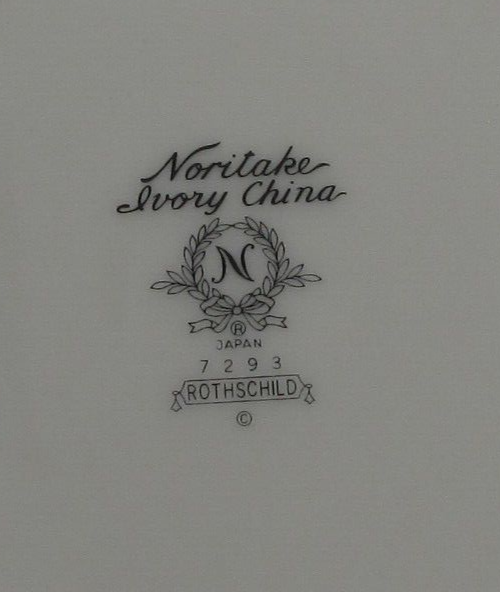 Noritake
Ivory China
N
®
JAPAN
7293
ROTHSCHILD
©